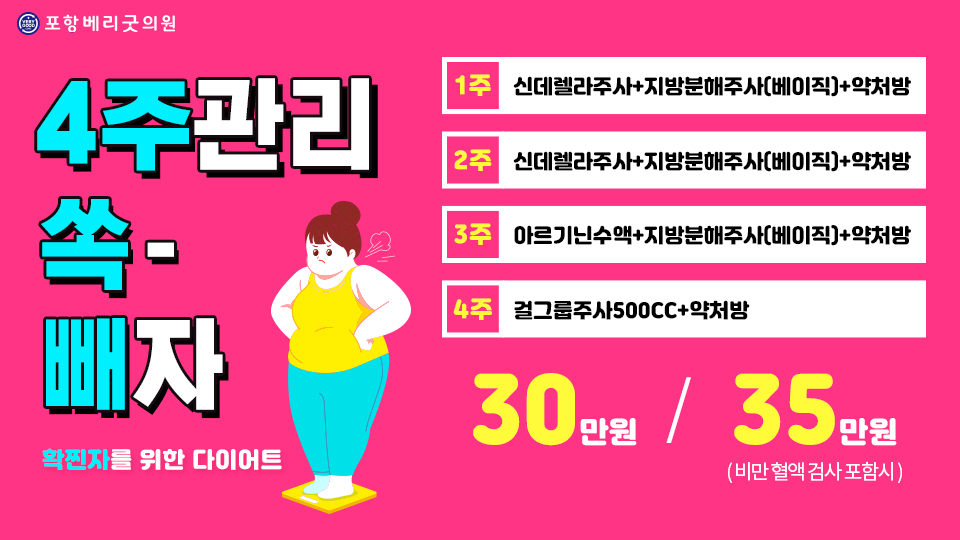 VERY GOOD 포항베리굿의원
4주관리
쏙-
빼자
확찐자를 위한 다이어트
1주 신데렐라주사+지방분해주사(베이직)+약처방
2주 신데렐라주사+지방분해주사(베이직)+약처방
3주 아르기닌수액+지방분해주사(베이직)+약처방
4주 걸그룹주사500CC+약처방
30만원 / 35만원
( 비만 혈액 검사 포함시 )